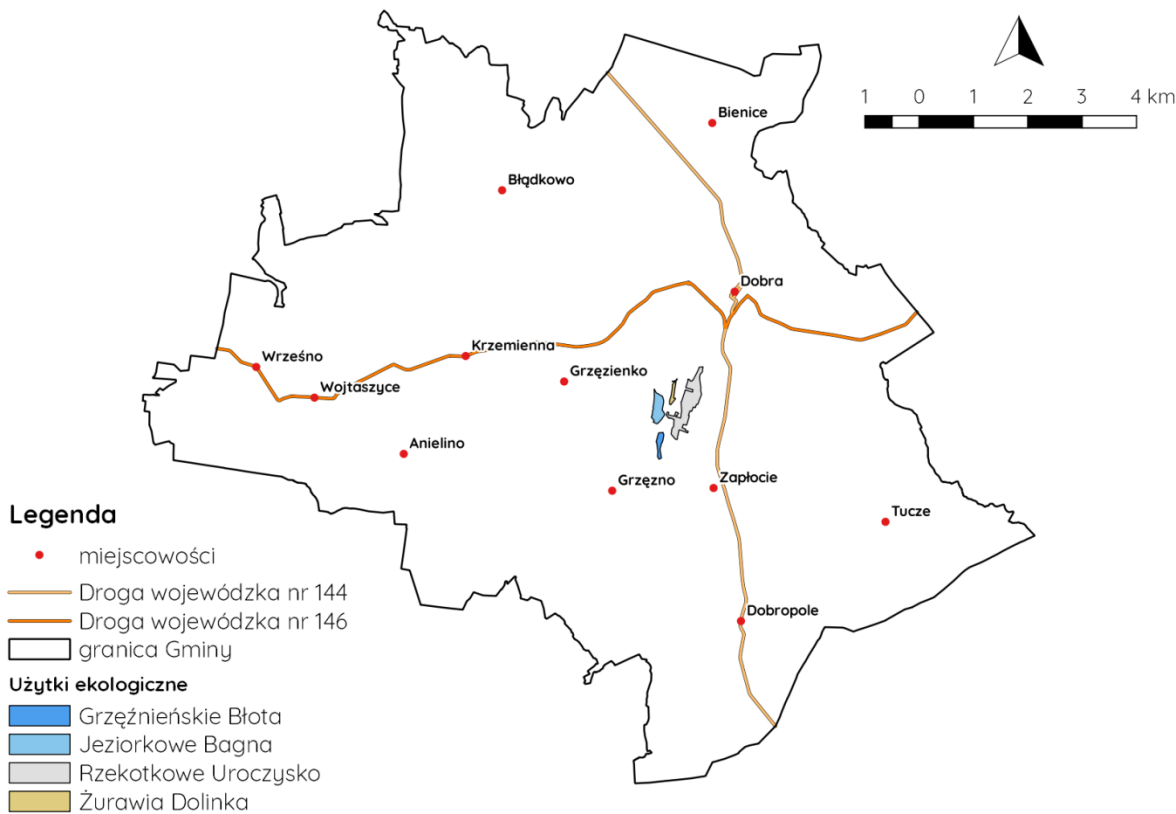 1 0 1 2 3 4 km
Bienice
Błądkowo
Dobra
Krzemienna
Wrześno
Grzęzienko
Wojtaszyce
Anielino
Grzęzno
Zapłocie
Tucze
Dobropole
Legenda
miejscowości
Droga wojewódzka nr 144
Droga wojewódzka nr 146
granica Gminy
Użytki ekologiczne
Grzęźnieńskie Błota
Jeziorkowe Bagna
Rzekotkowe Uroczysko
Żurawia Dolinka